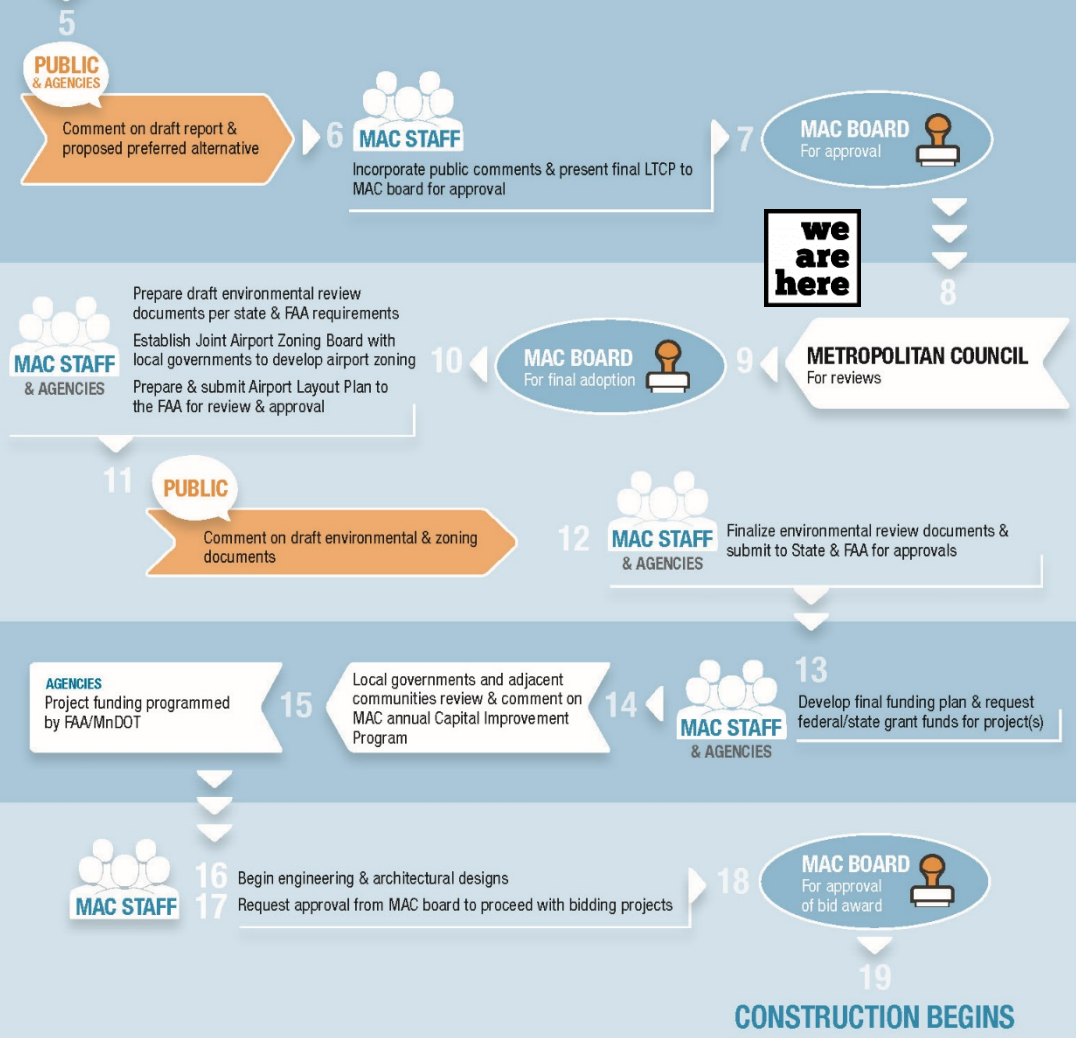 5
PUBLIC
& AGENCIES
Comment on draft report &
proposed preferred alternative
6
MAC STAFF
Incorporate public comments & present final LTCP to
MAC board for approval
7
MAC BOARD
For approval
we
are
here
8
METROPOLITAN COUNCIL
For reviews
9
MAC BOARD
For final adoption
10
MAC STAFF
& AGENCIES
Prepare draft environmental review
documents per state & FAA requirements
Establish Joint Airport Zoning Board with
local governments to develop airport zoning
Prepare & submit Airport Layout Plan to
the FAA for review & approval
11
PUBLIC
Comment on draft environmental & zoning
documents
12
MAC STAFF
& AGENCIES
Finalize environmental review documents &
submit to State & FAA for approvals
13
MAC STAFF
& AGENCIES
Develop final funding plan & request
federal/state grant funds for project(s)
14
Local governments and adjacent
communities review & comment on
MAC annual Capital Improvement
Program
15
AGENCIES
Project funding programmed
by FAA/MnDOT
MAC STAFF
16 Begin engineering & architectural designs
17 Request approval from MAC board to proceed with bidding projects
18
MAC BOARD
For approval
of bid award
19
CONSTRUCTION BEGINS